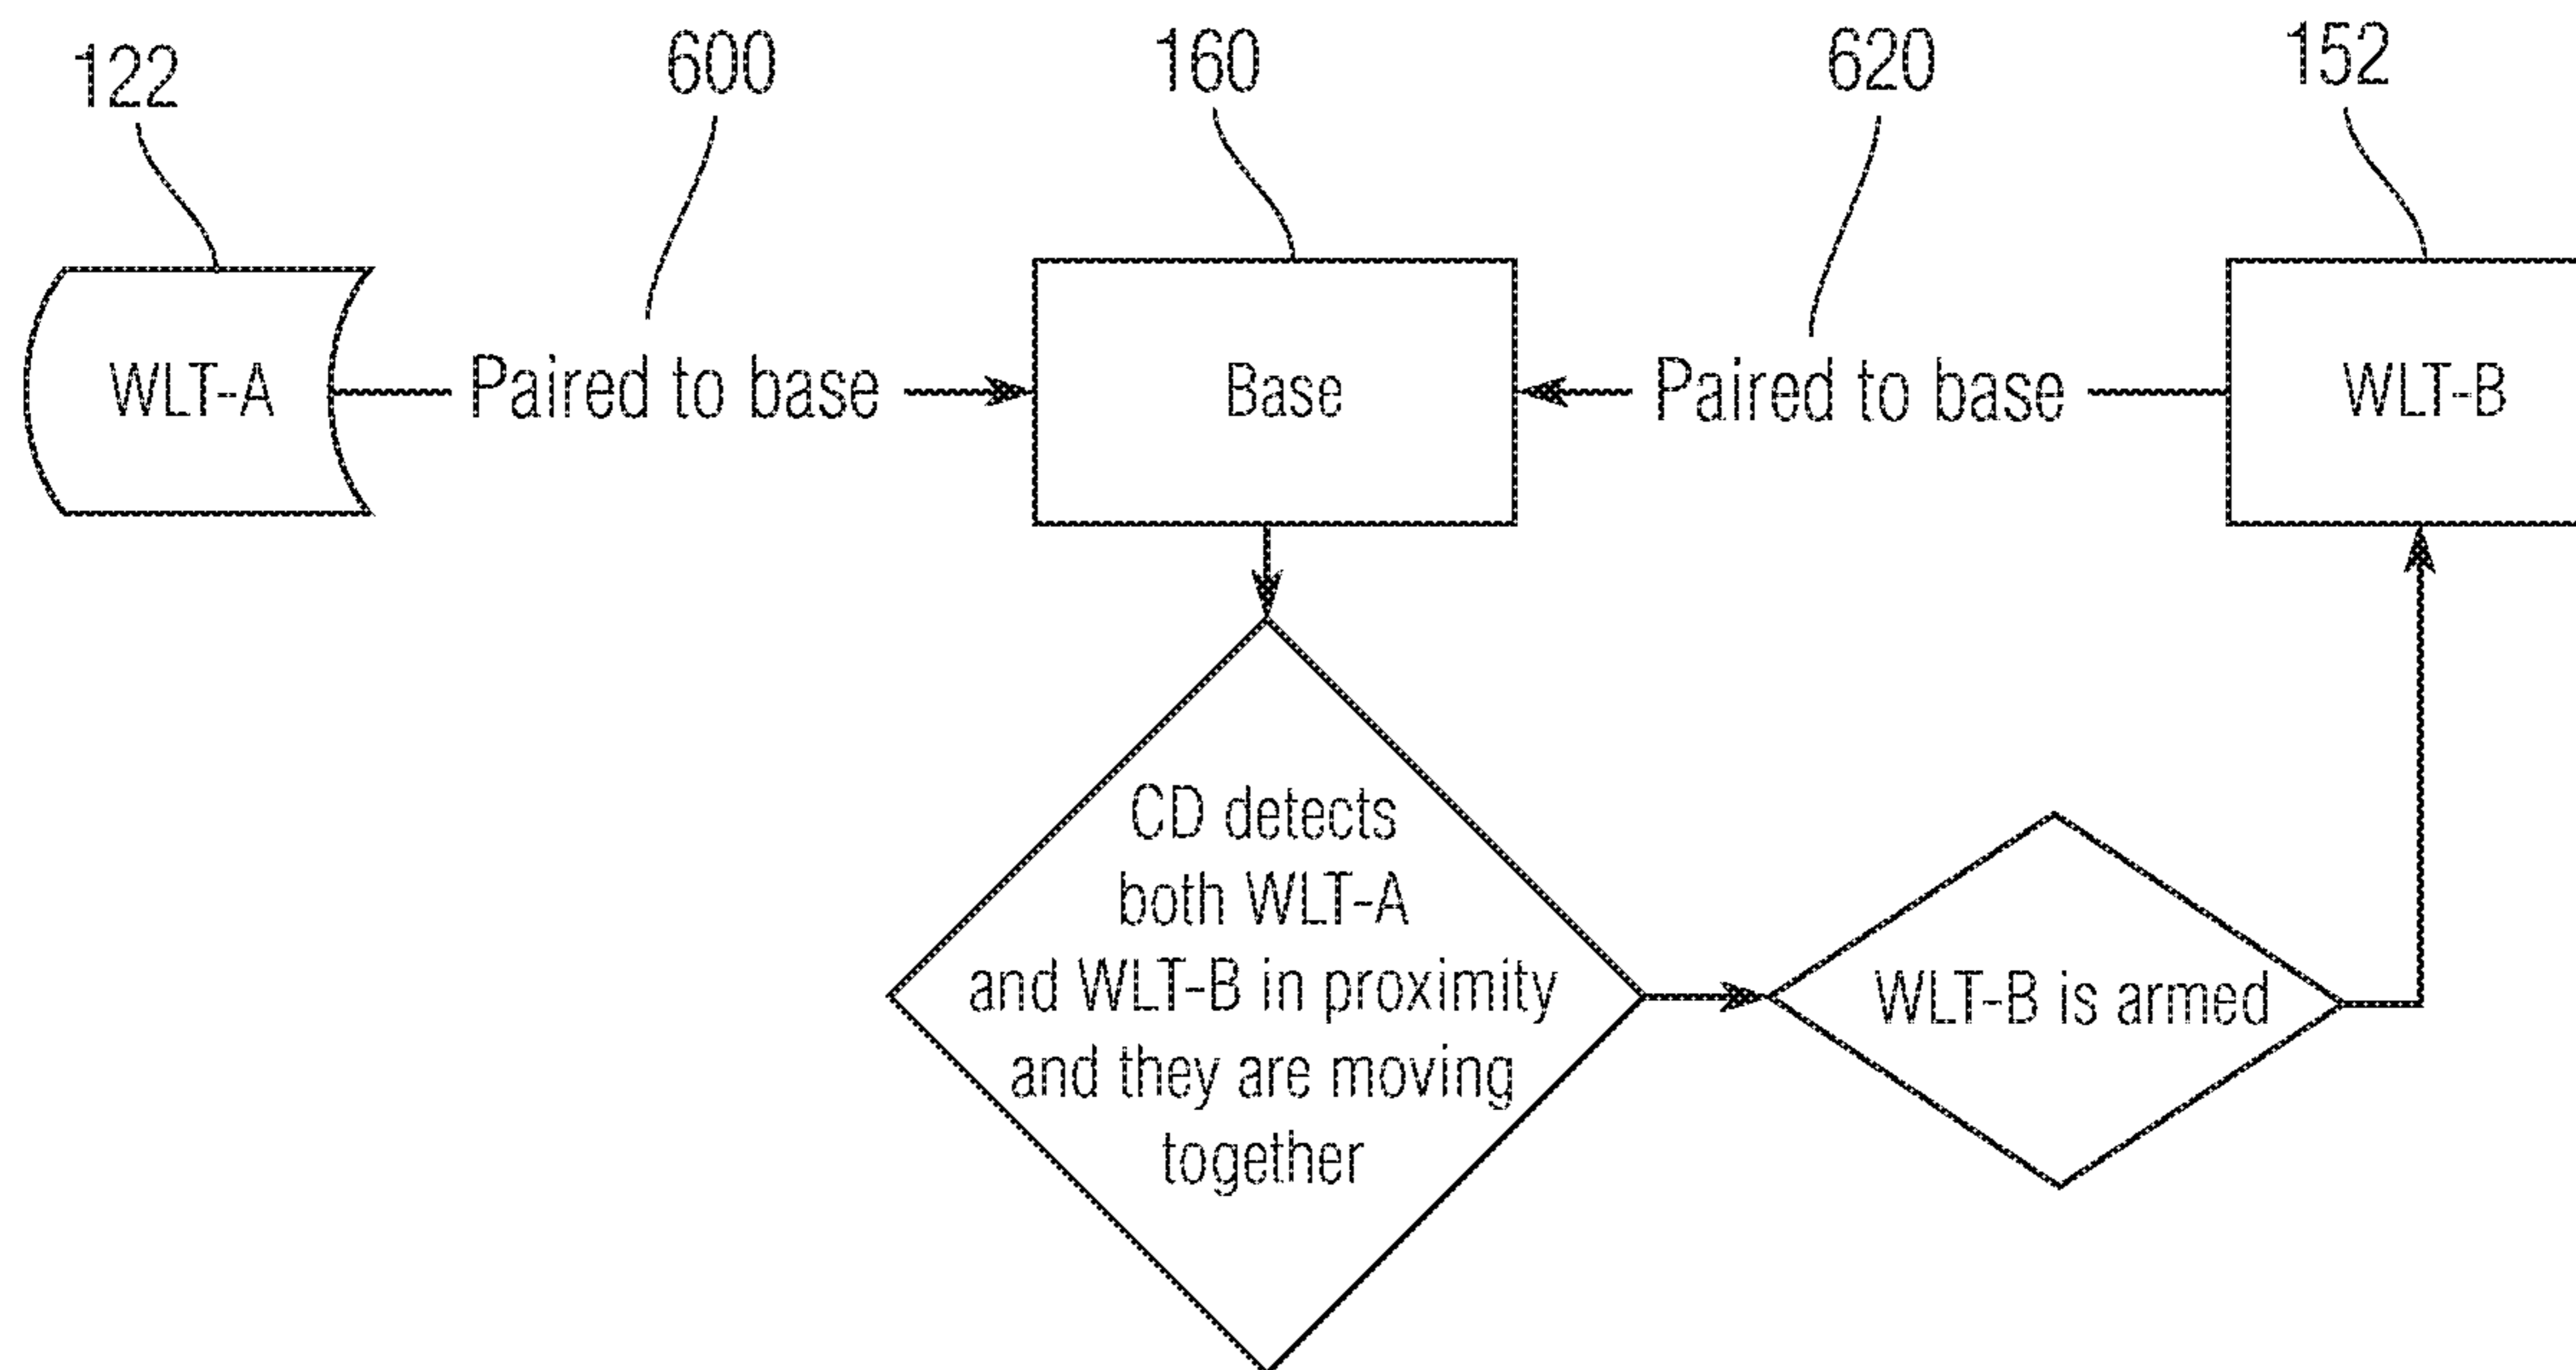 122
600
160
620
152
WLT-A
Paired to base
Base
Paired to base
WLT-B
CD detects
both WLT-A
and WLT-B in proximity
and they are moving
together
WLT-B is armed